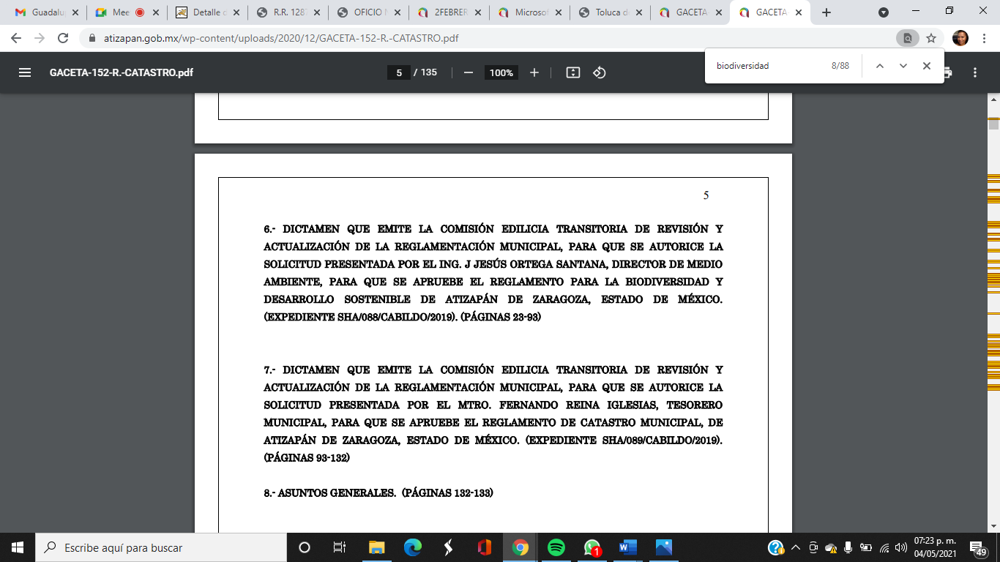 Guadalup
Mee
Detalle d
R.R. 1287
OFICIO N
2FEBRER
Microsof
Toluca d
GACETA
GACETA
atizapan.gob.mx/wp-content/uploads/2020/12/GACETA-152-R.-CATASTRO.pdf
biodiversidad 8/88
GACETA-152-R.-CATASTRO.pdf
5 / 135
100%
5
6.- DICTAMEN QUE EMITE LA COMISIÓN EDILICIA TRANSITORIA DE REVISIÓN Y
ACTUALIZACIÓN DE LA REGLAMENTACIÓN MUNICIPAL, PARA QUE SE AUTORICE LA
SOLICITUD PRESENTADA POR EL ING. J JESÚS ORTEGA SANTANA, DIRECTOR DE MEDIO
AMBIENTE, PARA QUE SE APRUEBE EL REGLAMENTO PARA LA BIODIVERSIDAD Y
DESARROLLO SOSTENIBLE DE ATIZAPÁN DE ZARAGOZA, ESTADO DE MÉXICO.
(EXPEDIENTE SHA/088/CABILDO/2019). (PÁGINAS 23-93)
7.- DICTAMEN QUE EMITE LA COMISIÓN EDILICIA TRANSITORIA DE REVISIÓN Y
ACTUALIZACIÓN DE LA REGLAMENTACIÓN MUNICIPAL, PARA QUE SE AUTORICE LA
SOLICITUD PRESENTADA POR EL MTRO. FERNANDO REINA IGLESIAS, TESORERO
MUNICIPAL, PARA QUE SE APRUEBE EL REGLAMENTO DE CATASTRO MUNICIPAL, DE
ATIZAPÁN DE ZARAGOZA, ESTADO DE MÉXICO. (EXPEDIENTE SHA/089/CABILDO/2019).
(PÁGINAS 93-132)
8.- ASUNTOS GENERALES. (PÁGINAS 132-133)
Escribe aquí para buscar
1
07:23 p. m.
04/05/2021
49